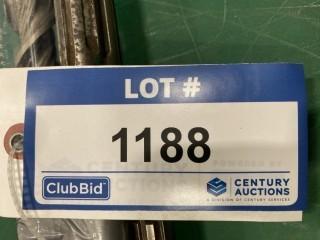 LOT #
1188
ClubBid
CENTURY
AUCTIONS
A DIVISION OF CENTURY SERVICES